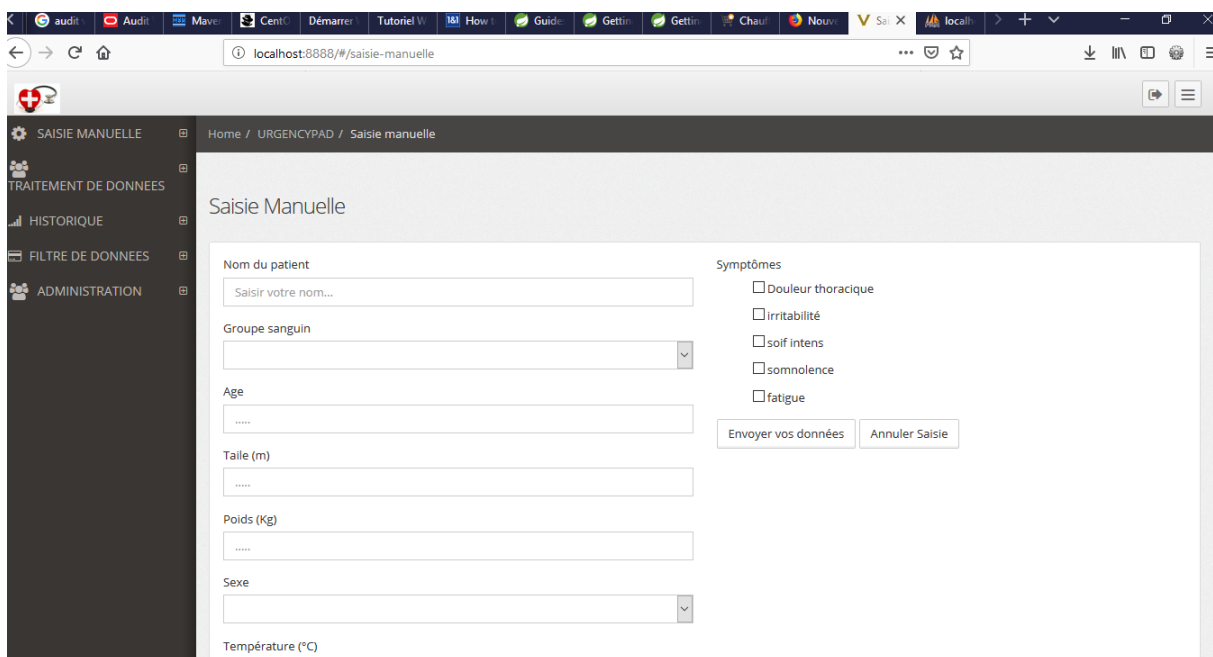 audit
Audit
Maver
CentO
Démarrer
Tutoriel W
1&1 How t
Guide
Gettin
Gettin
Chauf
Nouve
Sai
localh
localhost:8888/#/saisie-manuelle
SAISIE MANUELLE
Home / URGENCYPAD / Saisie manuelle
TRAITEMENT DE DONNEES
HISTORIQUE
FILTRE DE DONNEES
ADMINISTRATION
Saisie Manuelle
Nom du patient
Saisir votre nom...
Groupe sanguin
Age
.....
Taile (m)
.....
Poids (Kg)
.....
Sexe
Température (°C)
Symptômes
Douleur thoracique
irritabilité
soif intens
somnolence
fatigue
Envoyer vos données
Annuler Saisie